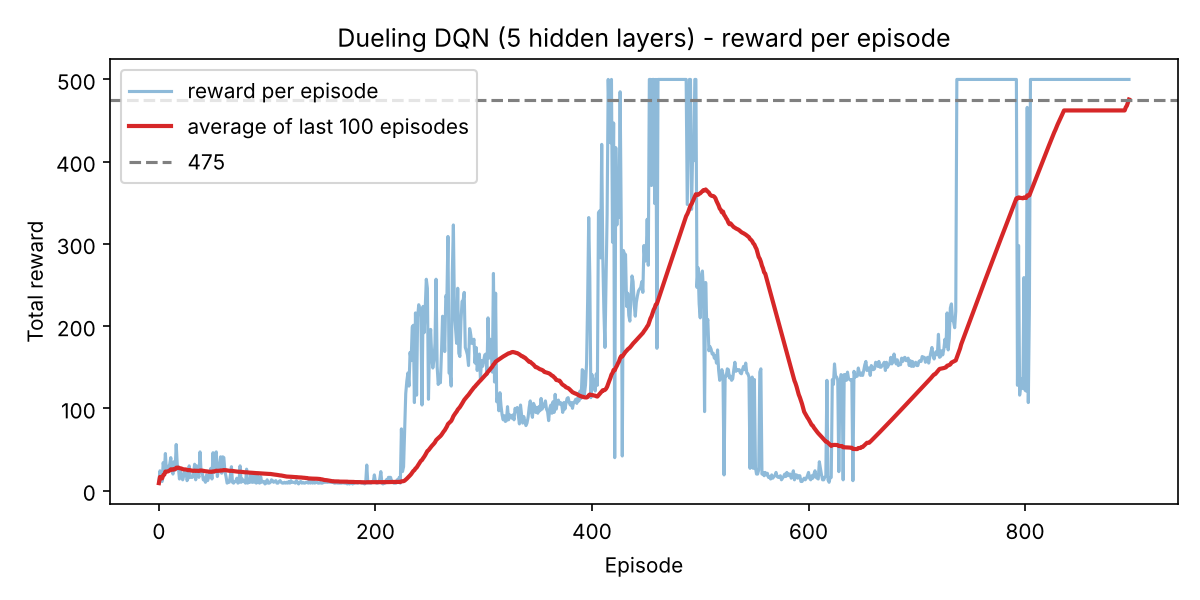 Dueling DQN (5 hidden layers) - reward per episode
reward per episode
average of last 100 episodes
475
Total reward
500
400
300
200
100
0
0
200
400
600
800
Episode